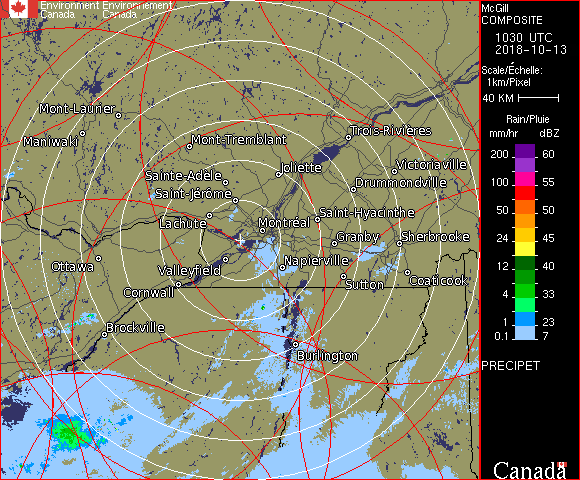 Environment Environnement
Canada Canada
McGill
COMPOSITE
1030 UTC
2018-10-13
Scale/Échelle:
1km/Pixel
40 KM
Rain/Pluie
mm/hr dBZ
200 60
100 55
50 50
24 45
12 40
4 33
1 23
0.1 7
PRECIPET
Canada
Mont-Laurier
Maniwaki
Mont-Tremblant
Trois-Rivières
Joliette
Victoriaville
Sainte-Adèle
Drummondville
Saint-Jérôme
Saint-Hyacinthe
Lachute
Montréal
Granby
Sherbrooke
Ottawa
Valleyfield
Napierville
Cornwall
Sutton
Coaticook
Brockville
Burlington